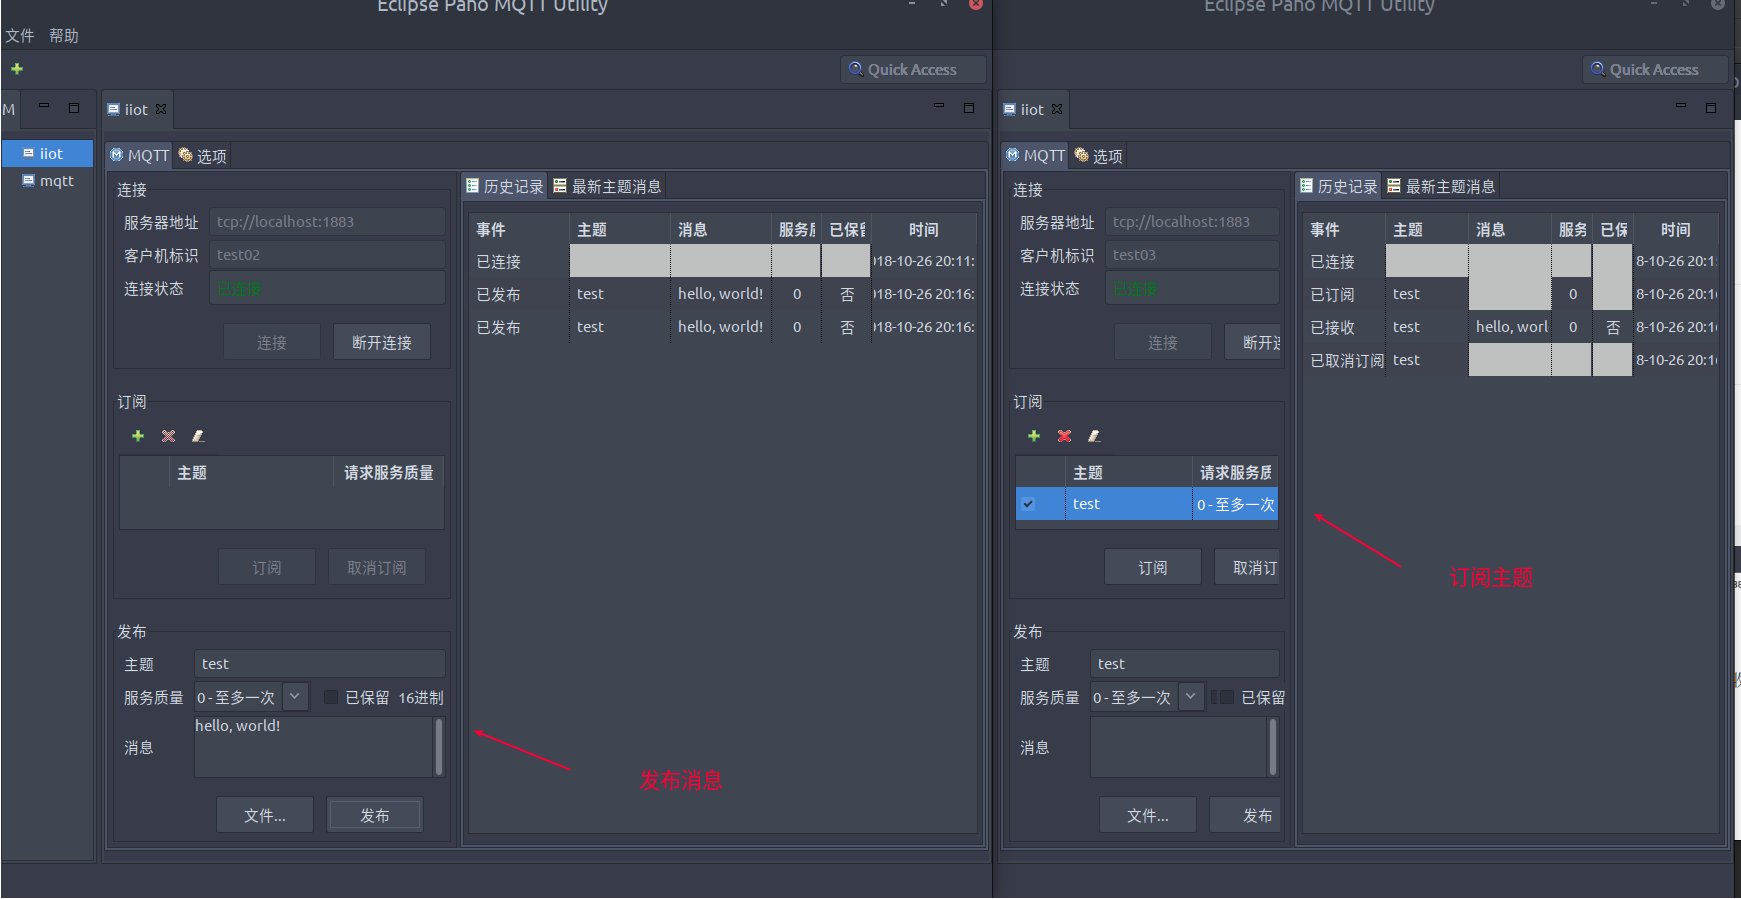 Eclipse Paho MQTT Utility
文件 帮助
Quick Access
M
iiot
mqtt
iiot
MQTT 选项
连接
服务器地址 tcp://localhost:1883
客户机标识 test02
连接状态 已连接
连接 断开连接
订阅
主题 请求服务质量
订阅 取消订阅
发布
主题 test
服务质量 0 - 至多一次 已保留 16进制
消息 hello, world!
文件... 发布
历史记录 最新主题消息
事件 主题 消息 服务质 已保留 时间
已连接 018-10-26 20:11:
已发布 test hello, world! 0 否 018-10-26 20:16:
已发布 test hello, world! 0 否 018-10-26 20:16:
发布消息
Eclipse Paho MQTT Utility
Quick Access
iiot
MQTT 选项
连接
服务器地址 tcp://localhost:1883
客户机标识 test03
连接状态 已连接
连接 断开连
订阅
主题 请求服务质
test 0 - 至多一次
订阅 取消订
发布
主题 test
服务质量 0 - 至多一次 已保留
消息
文件... 发布
历史记录 最新主题消息
事件 主题 消息 服务 已保 时间
已连接 8-10-26 20:1
已订阅 test 0 8-10-26 20:1
已接收 test hello, worl 0 否 8-10-26 20:1
已取消订阅 test 8-10-26 20:1
订阅主题